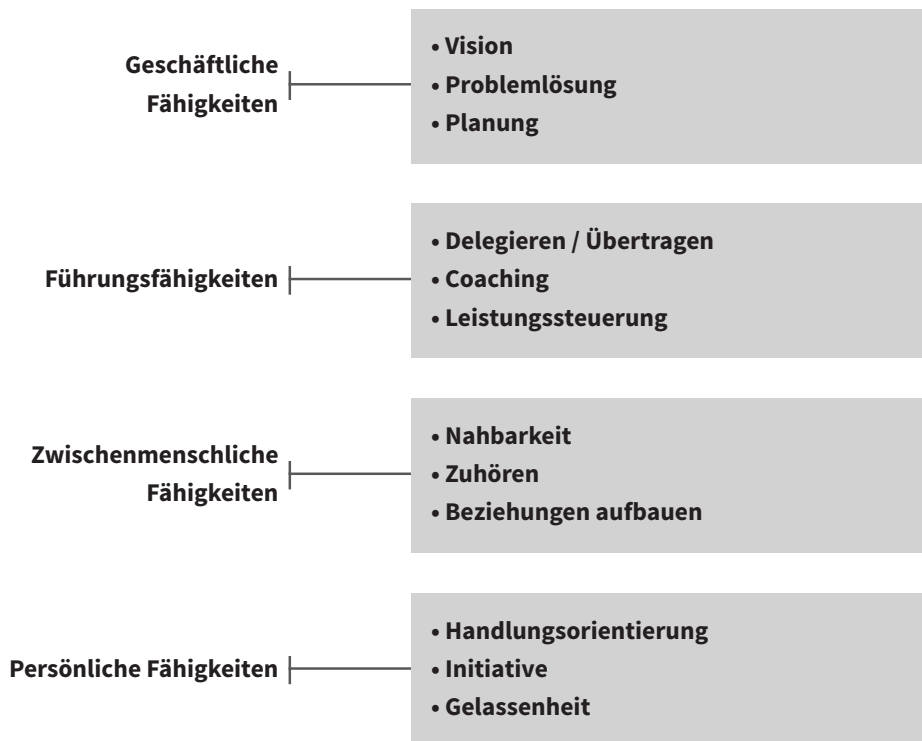 Geschäftliche
Fähigkeiten
• Vision
• Problemlösung
• Planung
Führungsfähigkeiten
• Delegieren / Übertragen
• Coaching
• Leistungssteuerung
Zwischenmenschliche
Fähigkeiten
• Nahbarkeit
• Zuhören
• Beziehungen aufbauen
Persönliche Fähigkeiten
• Handlungsorientierung
• Initiative
• Gelassenheit